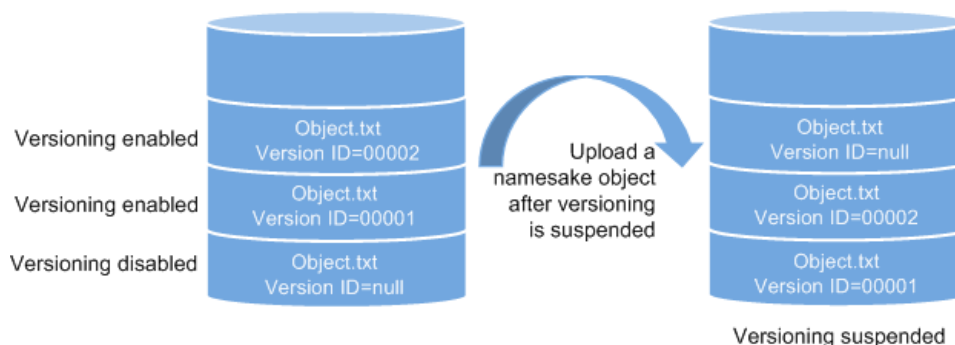 Versioning enabled
Object.txt
Version ID=00002
Versioning enabled
Object.txt
Version ID=00001
Versioning disabled
Object.txt
Version ID=null
Upload a
namesake object
after versioning
is suspended
Object.txt
Version ID=null
Object.txt
Version ID=00002
Object.txt
Version ID=00001
Versioning suspended